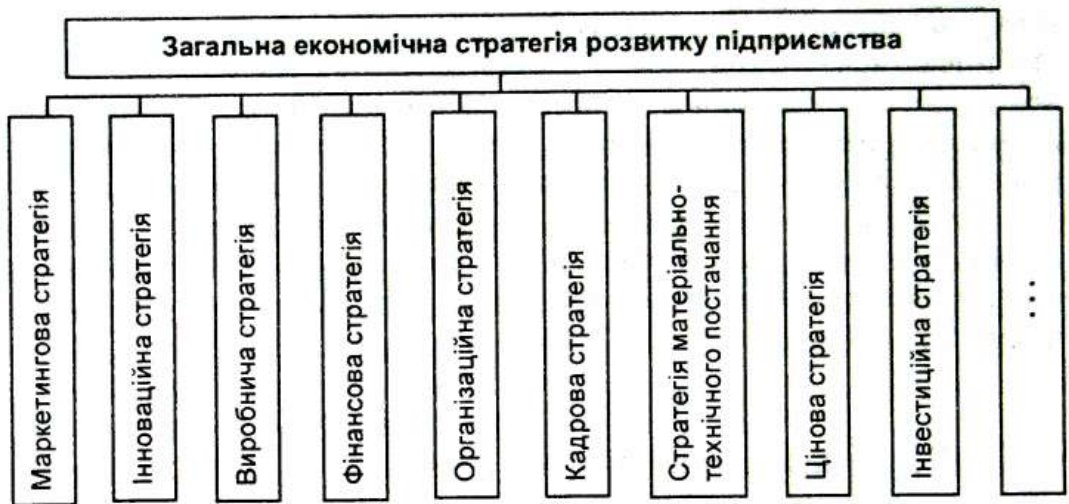 Загальна економічна стратегія розвитку підприємства
Маркетингова стратегія
Інноваційна стратегія
Виробнича стратегія
Фінансова стратегія
Організаційна стратегія
Кадрова стратегія
Стратегія матеріально-
технічного постачання
Цінова стратегія
Інвестиційна стратегія
...